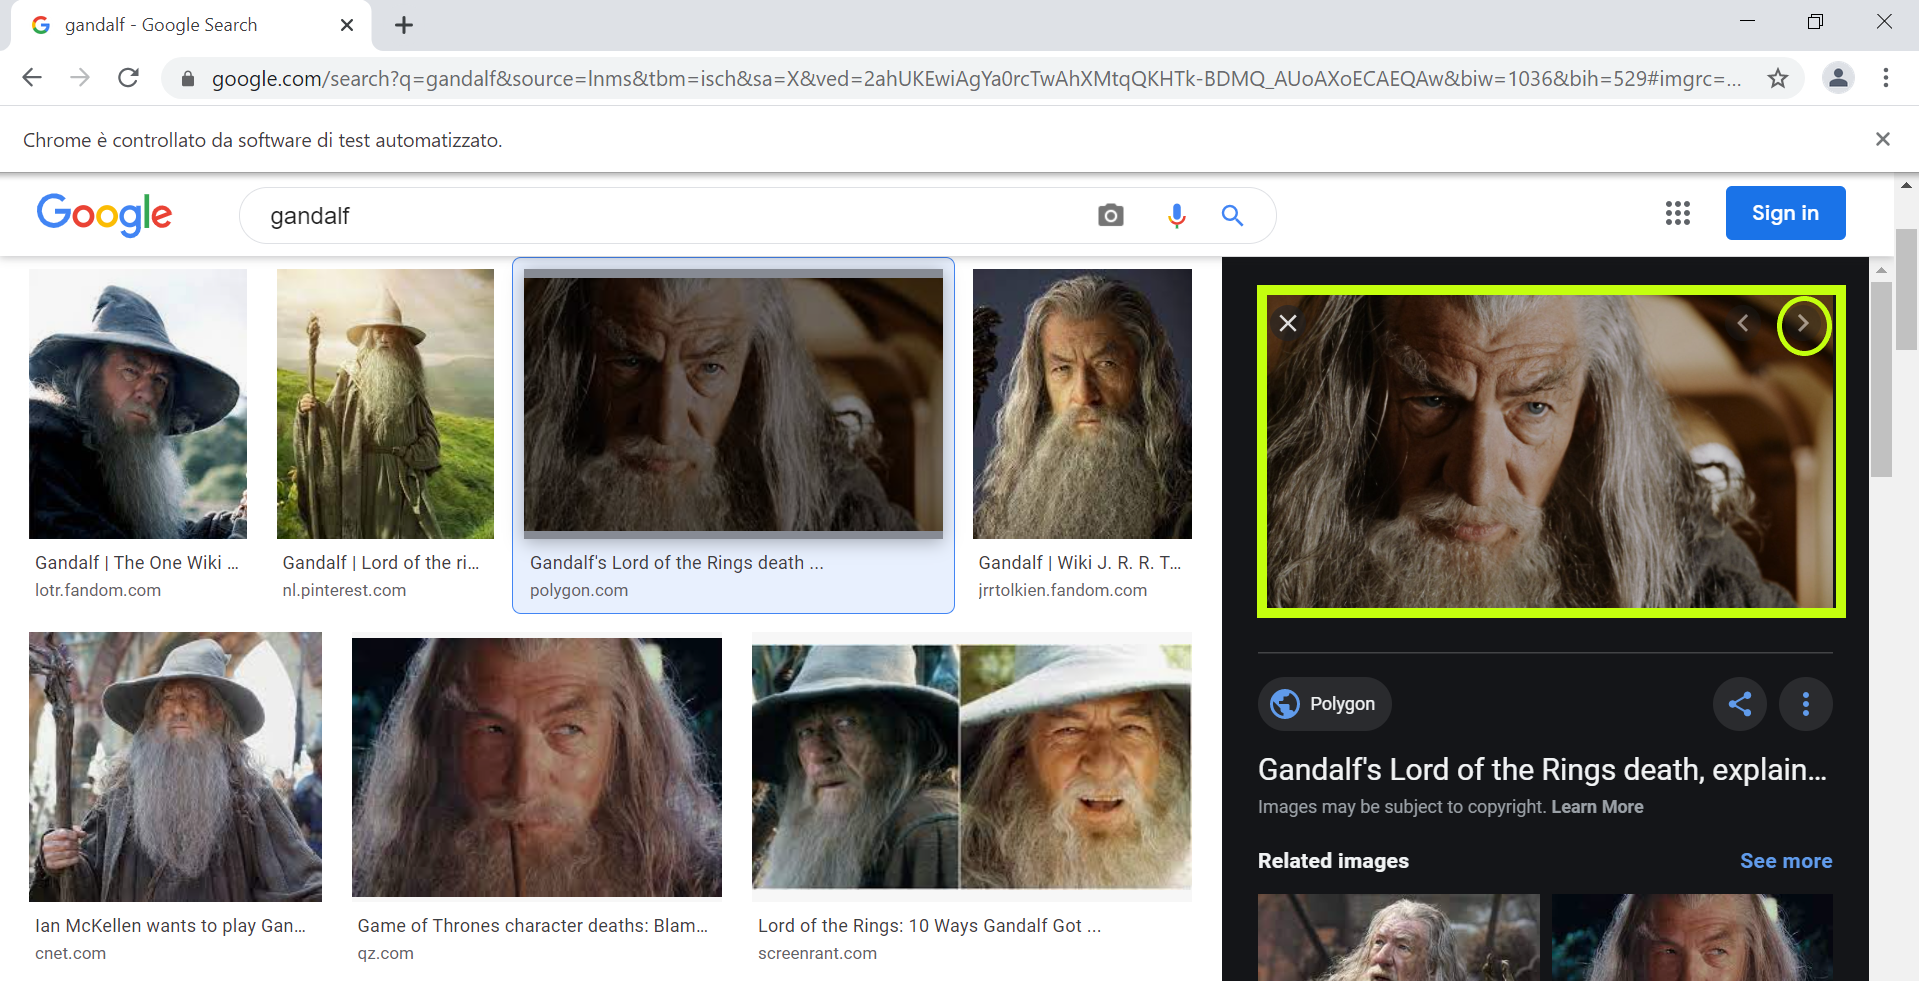 gandalf - Google Search
google.com/search?q=gandalf&source=lnms&tbm=isch&sa=X&ved=2ahUKEwiAgYa0rcTwAhXMtqQKHTk-BDMQ_AUoAXoECAEQAw&biw=1036&bih=529#imgrc=...
Chrome è controllato da software di test automatizzato.
Google
gandalf
Sign in
Gandalf | The One Wiki ...
lotr.fandom.com
Gandalf | Lord of the ri...
nl.pinterest.com
Gandalf's Lord of the Rings death ...
polygon.com
Gandalf | Wiki J. R. R. T...
jrrtolkien.fandom.com
Ian McKellen wants to play Gan...
cnet.com
Game of Thrones character deaths: Blam...
qz.com
Lord of the Rings: 10 Ways Gandalf Got ...
screenrant.com
Polygon
Gandalf's Lord of the Rings death, explain...
Images may be subject to copyright. Learn More
Related images
See more